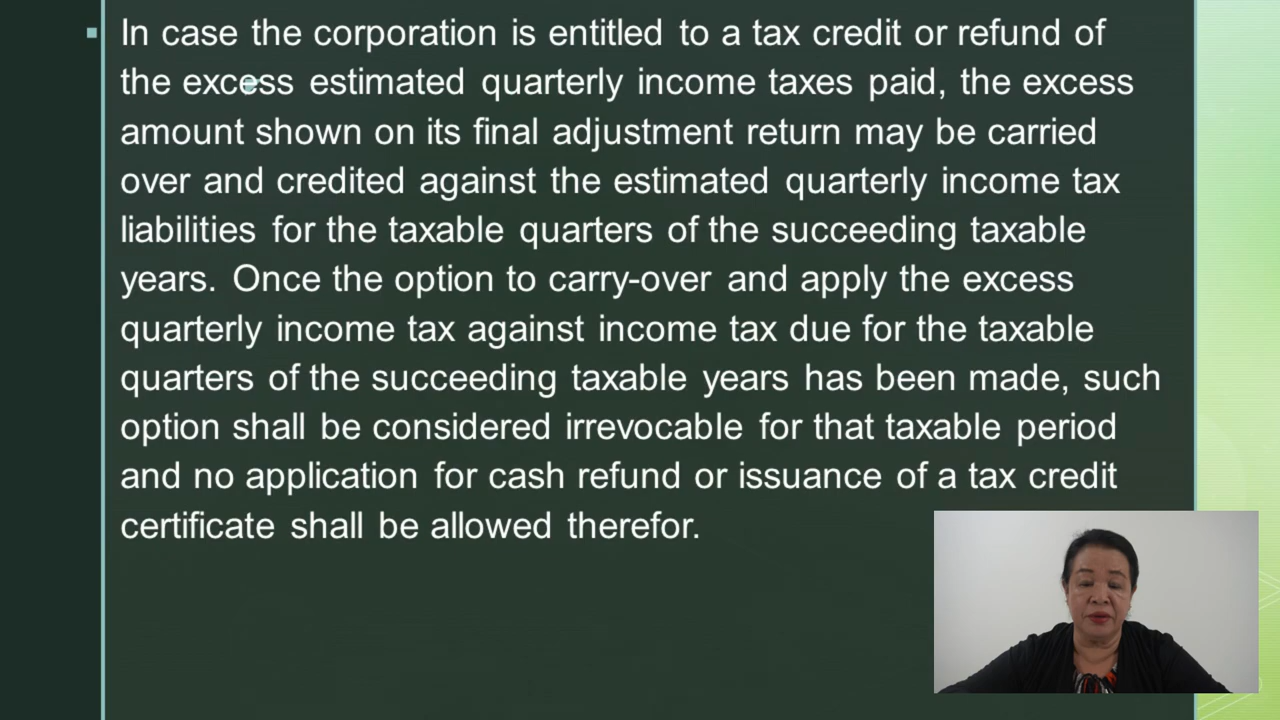 In case the corporation is entitled to a tax credit or refund of
the excess estimated quarterly income taxes paid, the excess
amount shown on its final adjustment return may be carried
over and credited against the estimated quarterly income tax
liabilities for the taxable quarters of the succeeding taxable
years. Once the option to carry-over and apply the excess
quarterly income tax against income tax due for the taxable
quarters of the succeeding taxable years has been made, such
option shall be considered irrevocable for that taxable period
and no application for cash refund or issuance of a tax credit
certificate shall be allowed therefor.